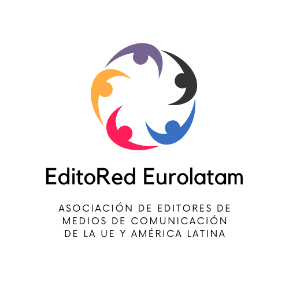 EditoRed Eurolatam
ASOCIACIÓN DE EDITORES DE
MEDIOS DE COMUNICACIÓN
DE LA UE Y AMÉRICA LATINA